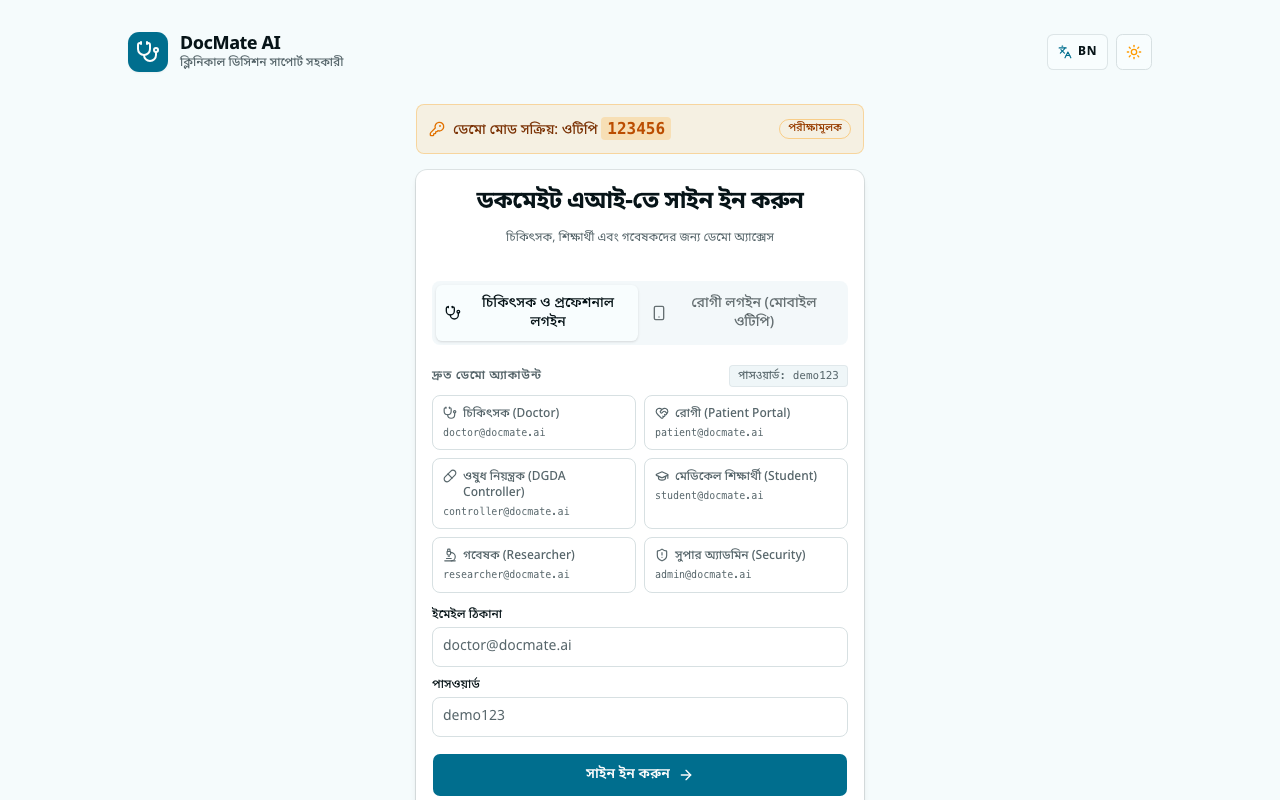 DocMate AI
ক্লিনিকাল ডিসিশন সাপোর্ট সহকারী
BN
ডেমো মোড সক্রিয়: ওটিপি 123456
পরীক্ষামূলক
ডকমেইট এআই-তে সাইন ইন করুন
চিকিৎসক, শিক্ষার্থী এবং গবেষকদের জন্য ডেমো অ্যাক্সেস
চিকিৎসক ও প্রফেশনাল
লগইন
রোগী লগইন (মোবাইল
ওটিপি)
দ্রুত ডেমো অ্যাকাউন্ট
পাসওয়ার্ড: demo123
চিকিৎসক (Doctor)
doctor@docmate.ai
রোগী (Patient Portal)
patient@docmate.ai
ওষুধ নিয়ন্ত্রক (DGDA
Controller)
controller@docmate.ai
মেডিকেল শিক্ষার্থী (Student)
student@docmate.ai
গবেষক (Researcher)
researcher@docmate.ai
সুপার অ্যাডমিন (Security)
admin@docmate.ai
ইমেইল ঠিকানা
doctor@docmate.ai
পাসওয়ার্ড
demo123
সাইন ইন করুন